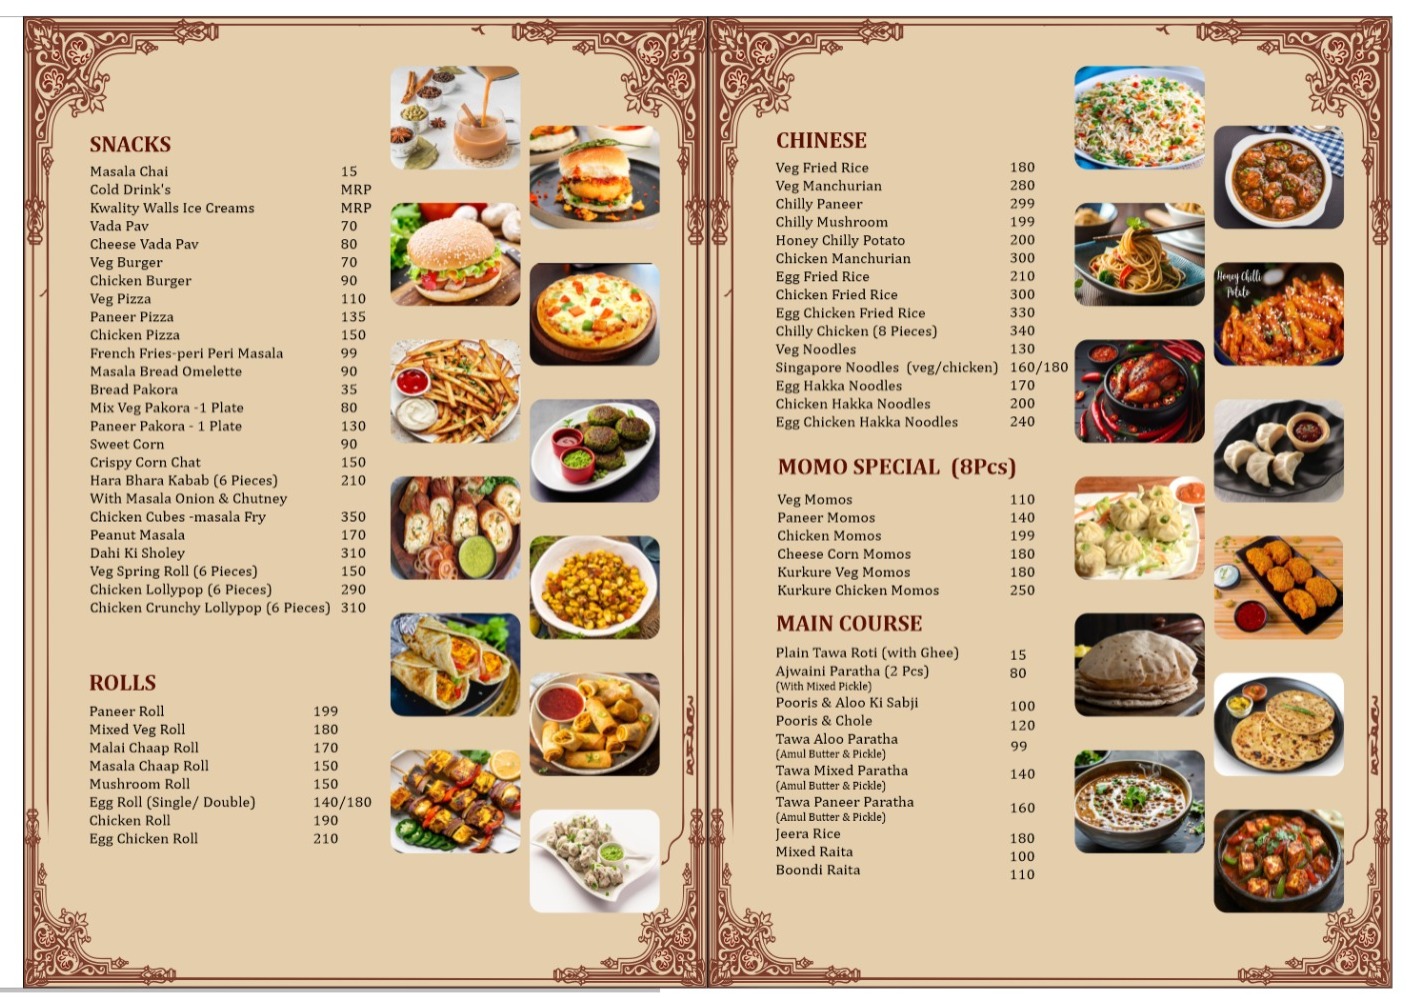 SNACKS
Masala Chai 15
Cold Drink's MRP
Kwality Walls Ice Creams MRP
Vada Pav 70
Cheese Vada Pav 80
Veg Burger 70
Chicken Burger 90
Veg Pizza 110
Paneer Pizza 135
Chicken Pizza 150
French Fries-peri Peri Masala 99
Masala Bread Omelette 90
Bread Pakora 35
Mix Veg Pakora -1 Plate 80
Paneer Pakora - 1 Plate 130
Sweet Corn 90
Crispy Corn Chat 150
Hara Bhara Kabab (6 Pieces) 210
With Masala Onion & Chutney
Chicken Cubes -masala Fry 350
Peanut Masala 170
Dahi Ki Sholey 310
Veg Spring Roll (6 Pieces) 150
Chicken Lollypop (6 Pieces) 290
Chicken Crunchy Lollypop (6 Pieces) 310
ROLLS
Paneer Roll 199
Mixed Veg Roll 180
Malai Chaap Roll 170
Masala Chaap Roll 150
Mushroom Roll 150
Egg Roll (Single/ Double) 140/180
Chicken Roll 190
Egg Chicken Roll 210
CHINESE
Veg Fried Rice 180
Veg Manchurian 280
Chilly Paneer 299
Chilly Mushroom 199
Honey Chilly Potato 200
Chicken Manchurian 300
Egg Fried Rice 210
Chicken Fried Rice 300
Egg Chicken Fried Rice 330
Chilly Chicken (8 Pieces) 340
Veg Noodles 130
Singapore Noodles (veg/chicken) 160/180
Egg Hakka Noodles 170
Chicken Hakka Noodles 200
Egg Chicken Hakka Noodles 240
MOMO SPECIAL (8Pcs)
Veg Momos 110
Paneer Momos 140
Chicken Momos 199
Cheese Corn Momos 180
Kurkure Veg Momos 180
Kurkure Chicken Momos 250
MAIN COURSE
Plain Tawa Roti (with Ghee) 15
Ajwaini Paratha (2 Pcs) 80
(With Mixed Pickle)
Pooris & Aloo Ki Sabji 100
Pooris & Chole 120
Tawa Aloo Paratha 99
(Amul Butter & Pickle)
Tawa Mixed Paratha 140
(Amul Butter & Pickle)
Tawa Paneer Paratha 160
(Amul Butter & Pickle)
Jeera Rice 180
Mixed Raita 100
Boondi Raita 110
Honey Chilli
Potato